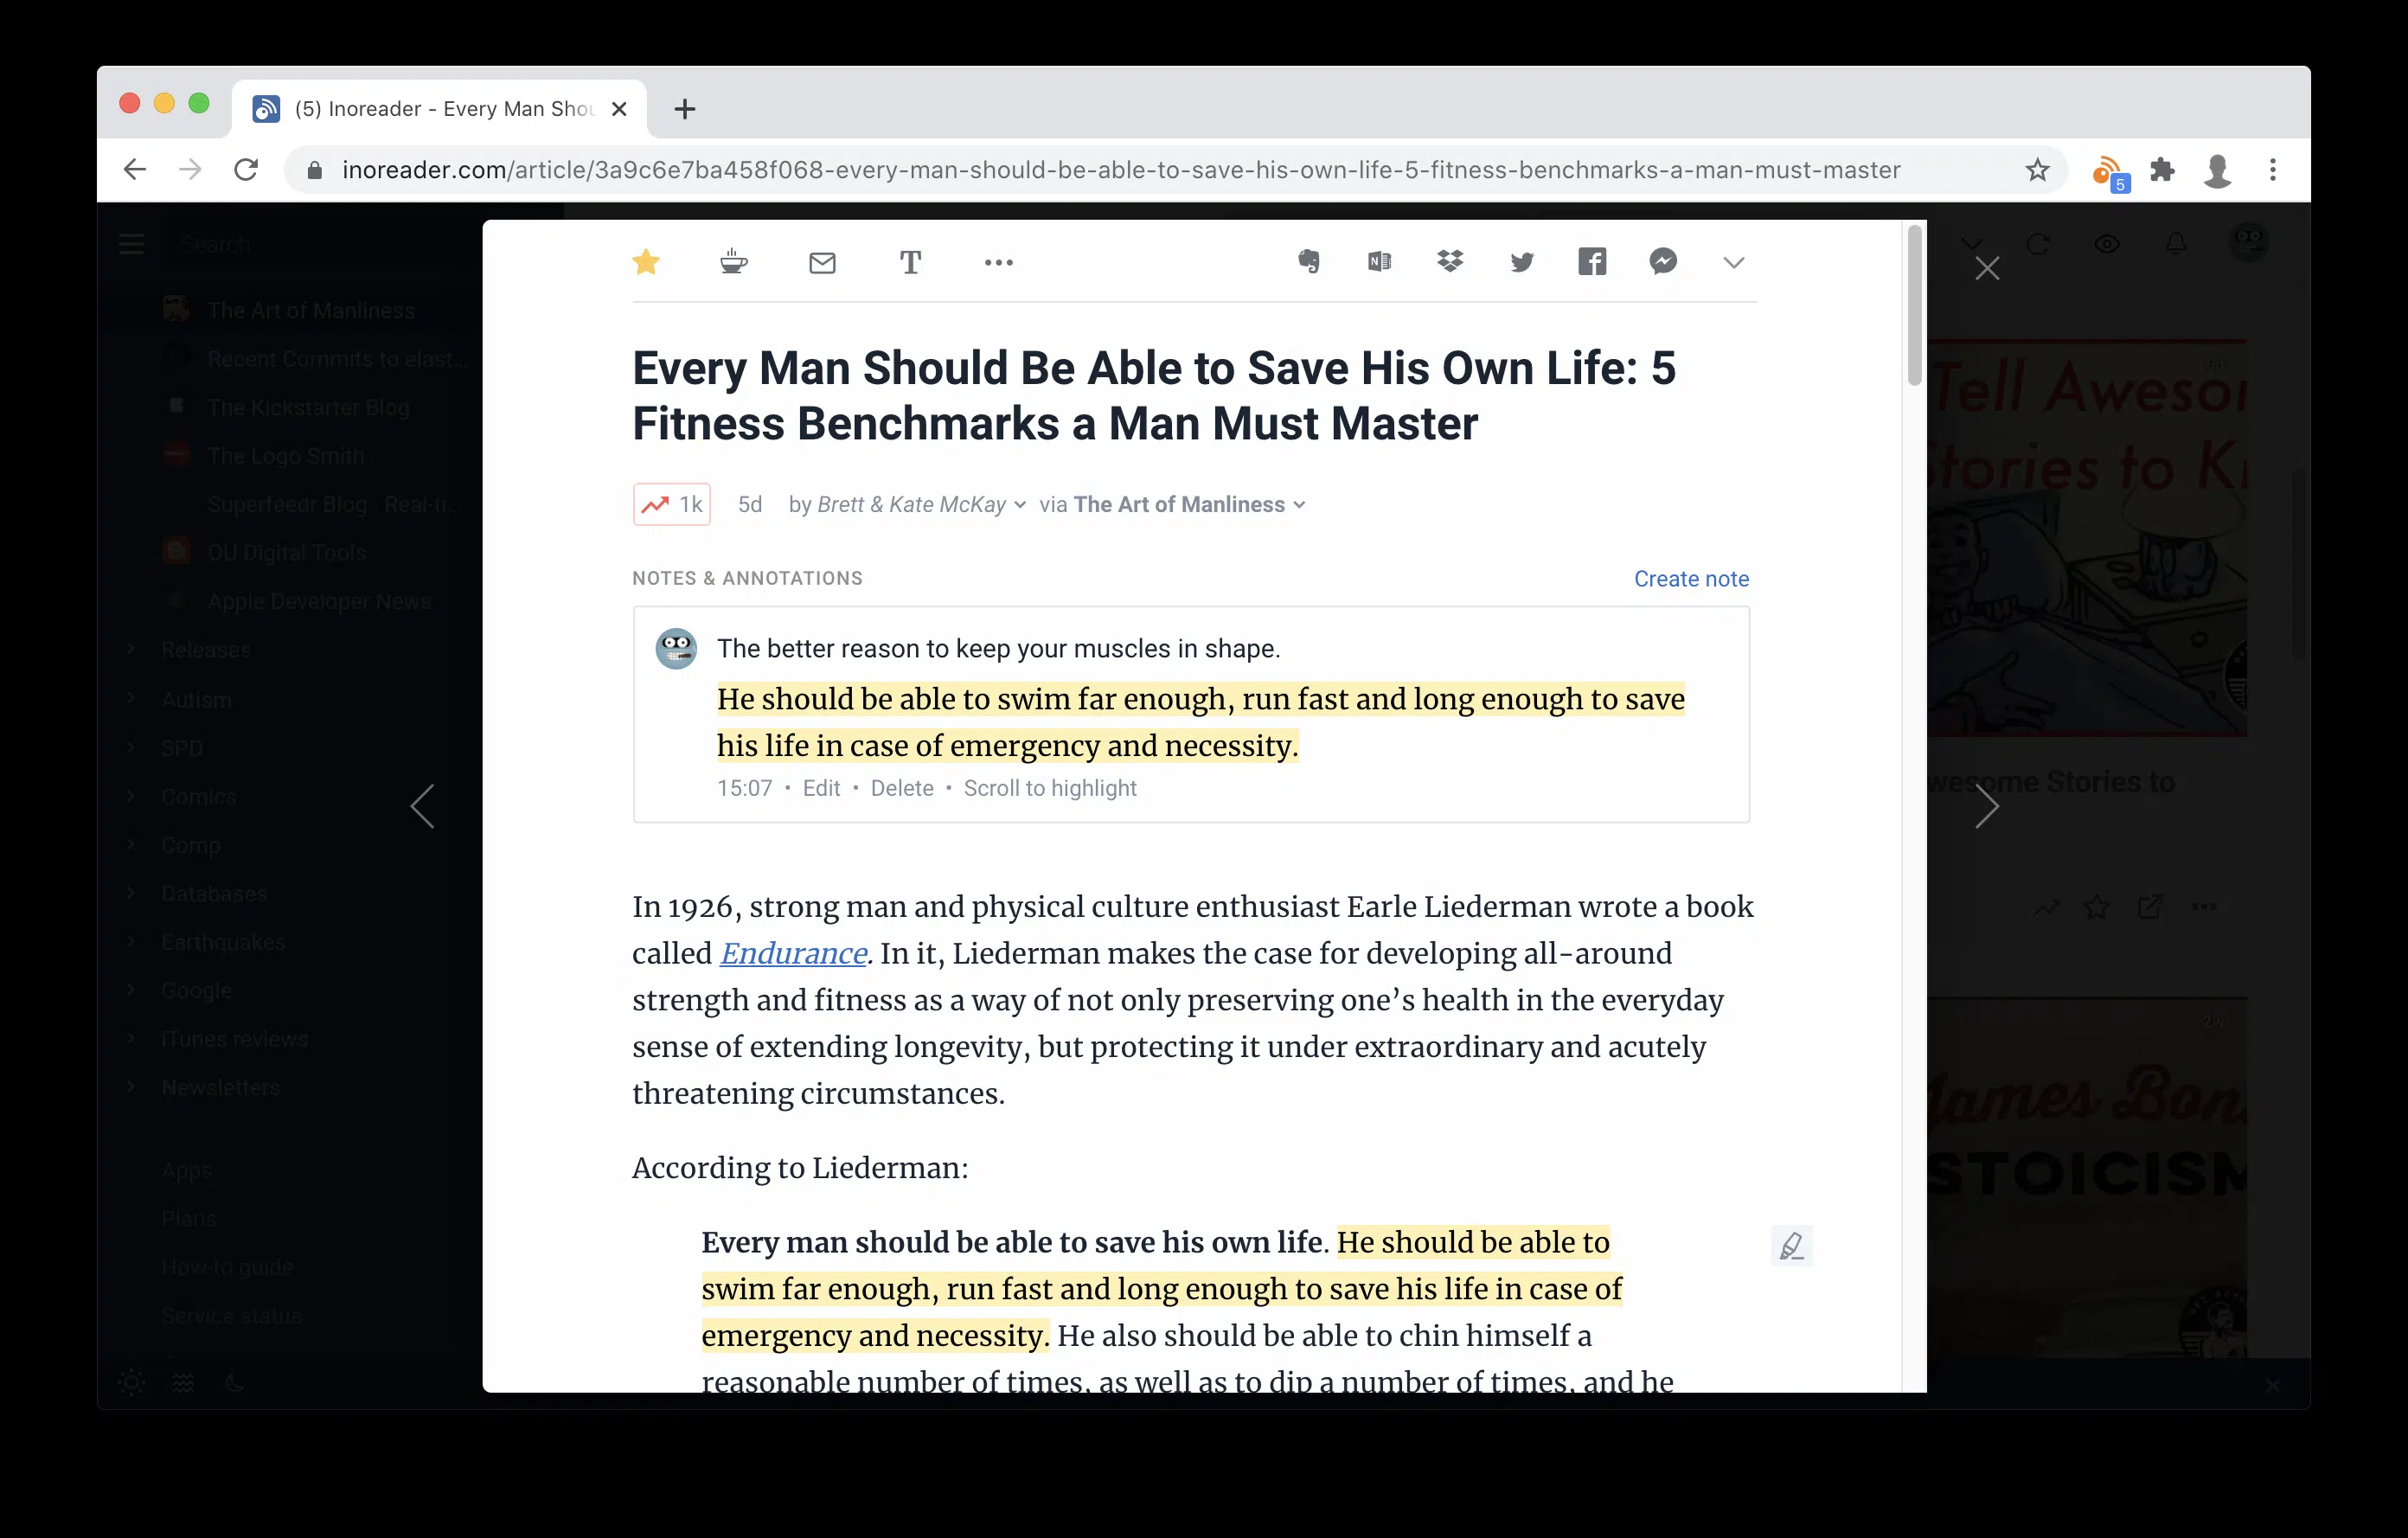 (5) Inoreader - Every Man Shou
inoreader.com/article/3a9c6e7ba458f068-every-man-should-be-able-to-save-his-own-life-5-fitness-benchmarks-a-man-must-master
5
Search
The Art of Manliness
Recent Commits to elast...
The Kickstarter Blog
The Logo Smith
Superfeedr Blog : Real-ti...
OU Digital Tools
Apple Developer News
Releases
Autism
SPD
Comics
Comp
Databases
Earthquakes
Google
iTunes reviews
Newsletters
Apps
Plans
How-to guide
Service status
T
N
Every Man Should Be Able to Save His Own Life: 5
Fitness Benchmarks a Man Must Master
1k 5d by Brett & Kate McKay via The Art of Manliness
NOTES & ANNOTATIONS Create note
The better reason to keep your muscles in shape.
He should be able to swim far enough, run fast and long enough to save
his life in case of emergency and necessity.
15:07 • Edit • Delete • Scroll to highlight
In 1926, strong man and physical culture enthusiast Earle Liederman wrote a book
called Endurance. In it, Liederman makes the case for developing all-around
strength and fitness as a way of not only preserving one’s health in the everyday
sense of extending longevity, but protecting it under extraordinary and acutely
threatening circumstances.
According to Liederman:
Every man should be able to save his own life. He should be able to
swim far enough, run fast and long enough to save his life in case of
emergency and necessity. He also should be able to chin himself a
reasonable number of times, as well as to dip a number of times, and he
Tell Aweso
Stories to K
wesome Stories to
2w
James Bon
STOICISM